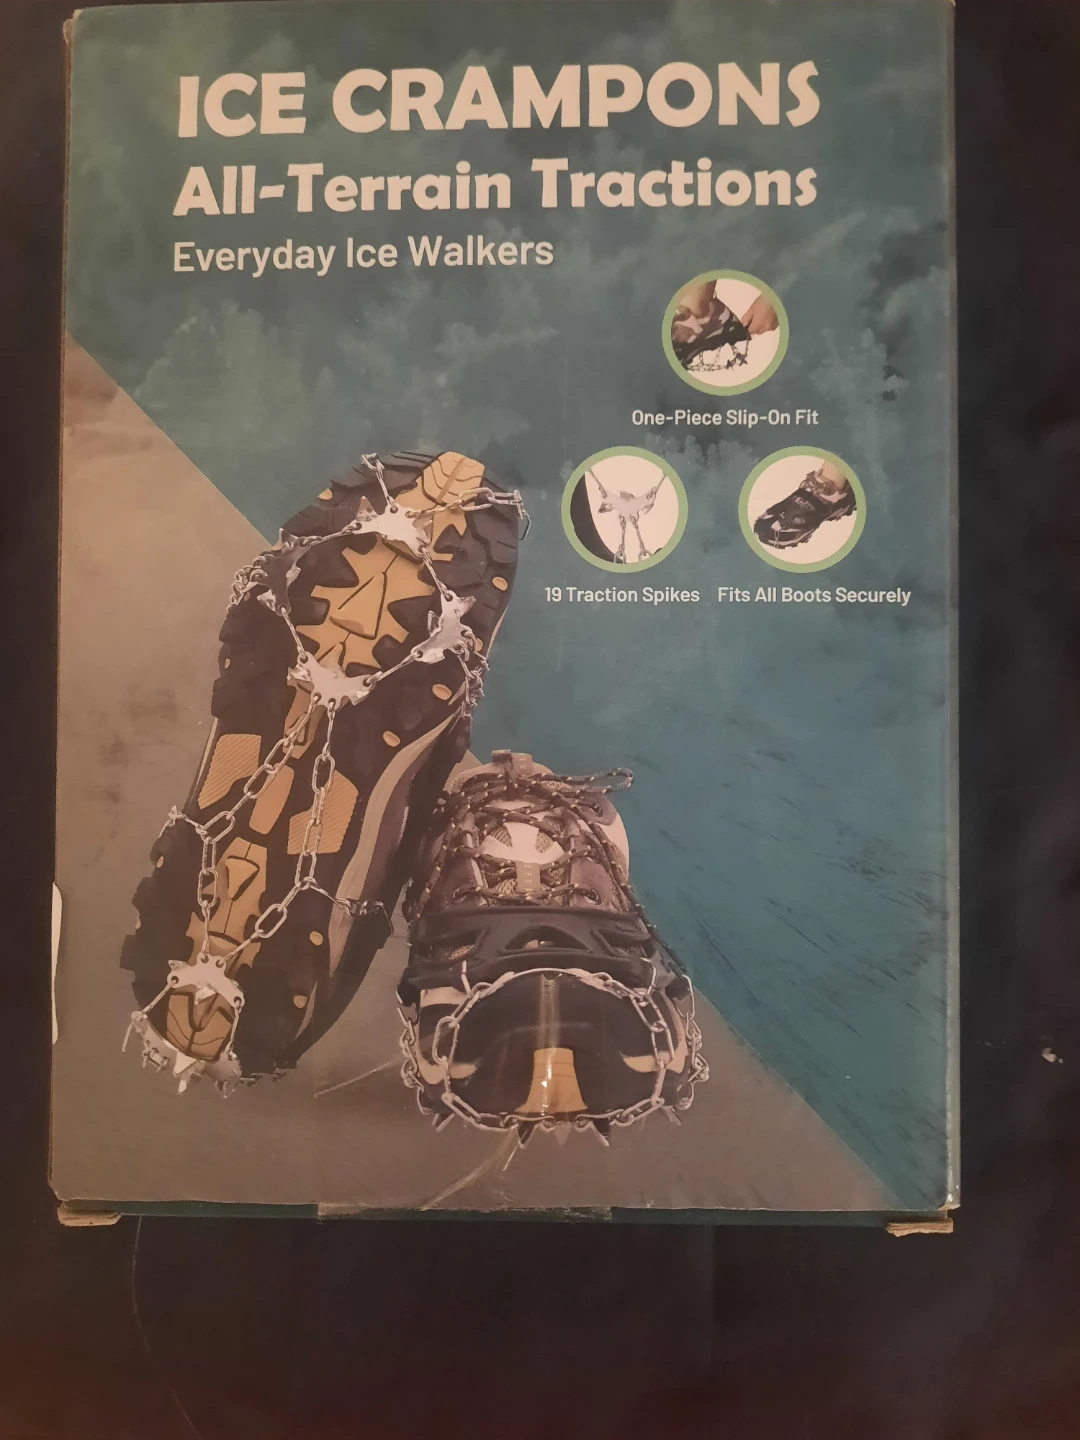 ICE CRAMPONS
All-Terrain Tractions
Everyday Ice Walkers
One-Piece Slip-On Fit
19 Traction Spikes
Fits All Boots Securely